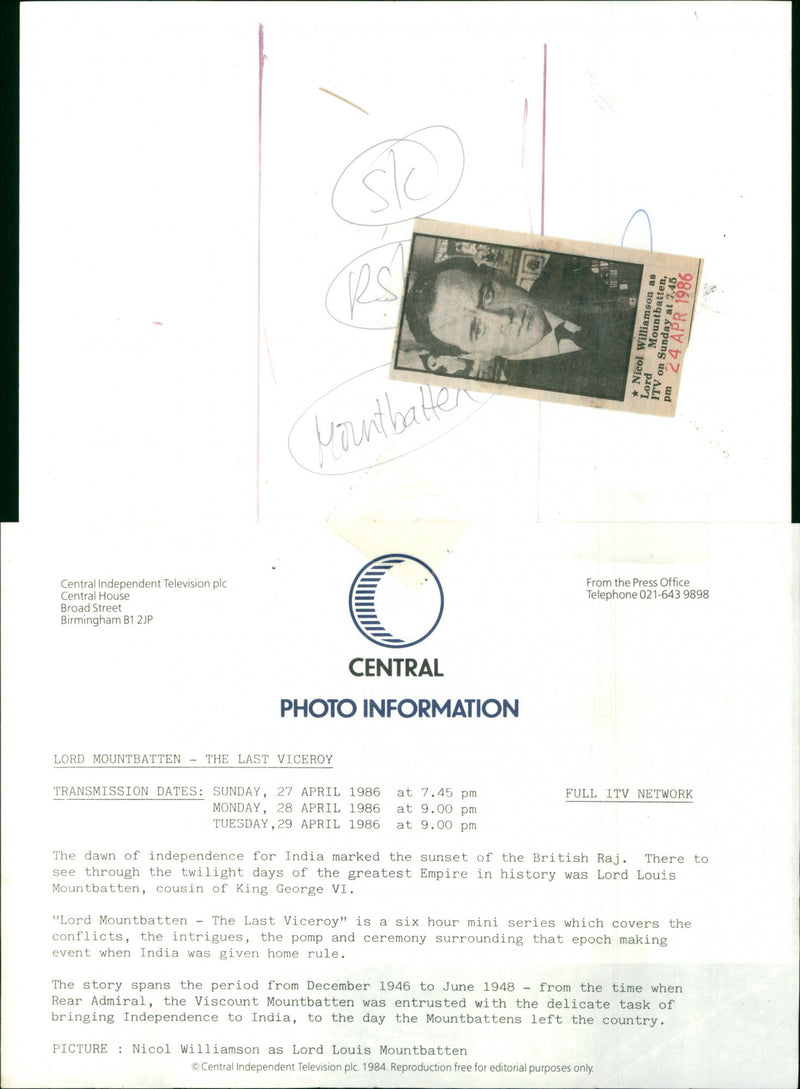 S/C
RS
Mountbatten
★ Nicol Williamson as
Lord Mountbatten,
ITV on Sunday at 7.45
pm
24 APR 1986
Central Independent Television plc
Central House
Broad Street
Birmingham B1 2JP
From the Press Office
Telephone 021-643 9898
CENTRAL
PHOTO INFORMATION
LORD MOUNTBATTEN - THE LAST VICEROY
TRANSMISSION DATES: SUNDAY, 27 APRIL 1986 at 7.45 pm FULL ITV NETWORK
MONDAY, 28 APRIL 1986 at 9.00 pm
TUESDAY,29 APRIL 1986 at 9.00 pm
The dawn of independence for India marked the sunset of the British Raj. There to
see through the twilight days of the greatest Empire in history was Lord Louis
Mountbatten, cousin of King George VI.
"Lord Mountbatten - The Last Viceroy" is a six hour mini series which covers the
conflicts, the intrigues, the pomp and ceremony surrounding that epoch making
event when India was given home rule.
The story spans the period from December 1946 to June 1948 - from the time when
Rear Admiral, the Viscount Mountbatten was entrusted with the delicate task of
bringing Independence to India, to the day the Mountbattens left the country.
PICTURE : Nicol Williamson as Lord Louis Mountbatten
© Central Independent Television plc. 1984. Reproduction free for editorial purposes only.